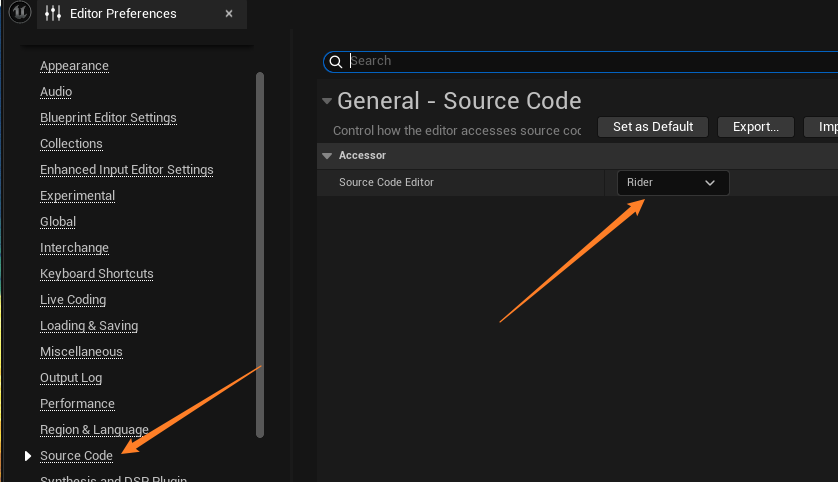 Editor Preferences
Appearance
Audio
Blueprint Editor Settings
Collections
Enhanced Input Editor Settings
Experimental
Global
Interchange
Keyboard Shortcuts
Live Coding
Loading & Saving
Miscellaneous
Output Log
Performance
Region & Language
Source Code
Synthesis and DSP Plugin
Search
General - Source Code
Control how the editor accesses source coc
Set as Default
Export...
Imp
Accessor
Source Code Editor
Rider